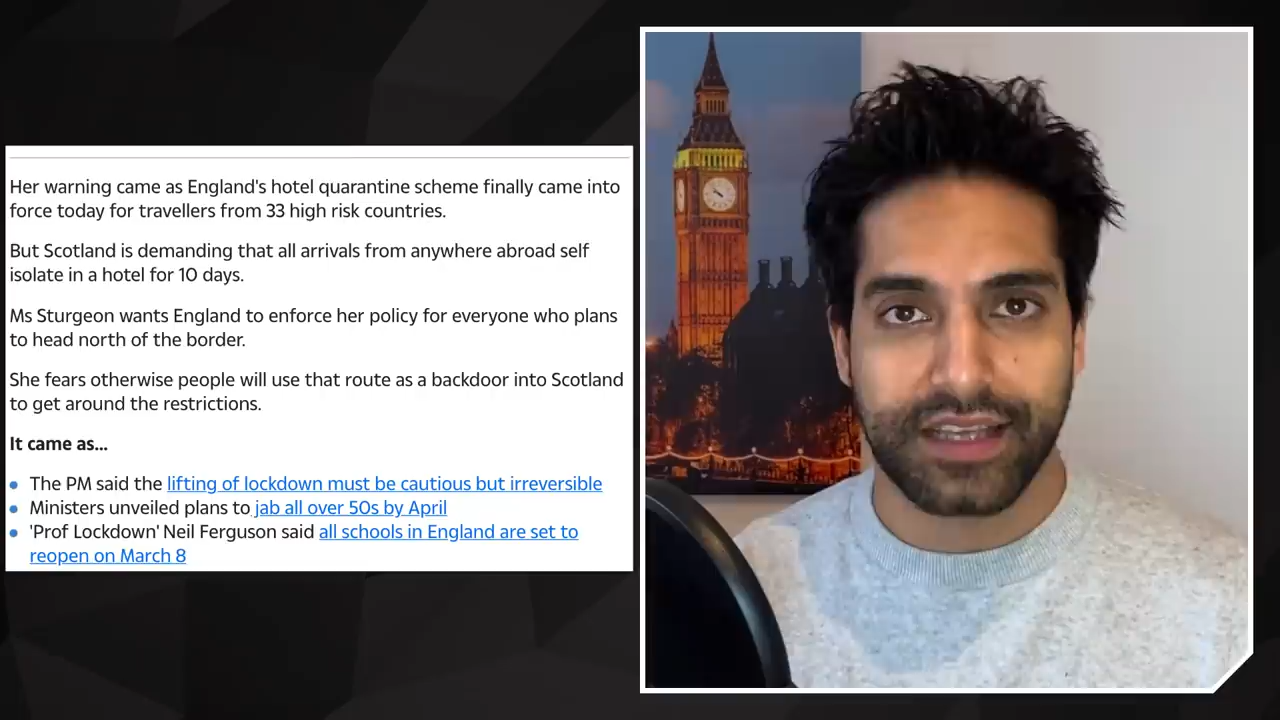 Her warning came as England's hotel quarantine scheme finally came into
force today for travellers from 33 high risk countries.
But Scotland is demanding that all arrivals from anywhere abroad self
isolate in a hotel for 10 days.
Ms Sturgeon wants England to enforce her policy for everyone who plans
to head north of the border.
She fears otherwise people will use that route as a backdoor into Scotland
to get around the restrictions.
It came as...
The PM said the lifting of lockdown must be cautious but irreversible
Ministers unveiled plans to jab all over 50s by April
'Prof Lockdown' Neil Ferguson said all schools in England are set to
reopen on March 8